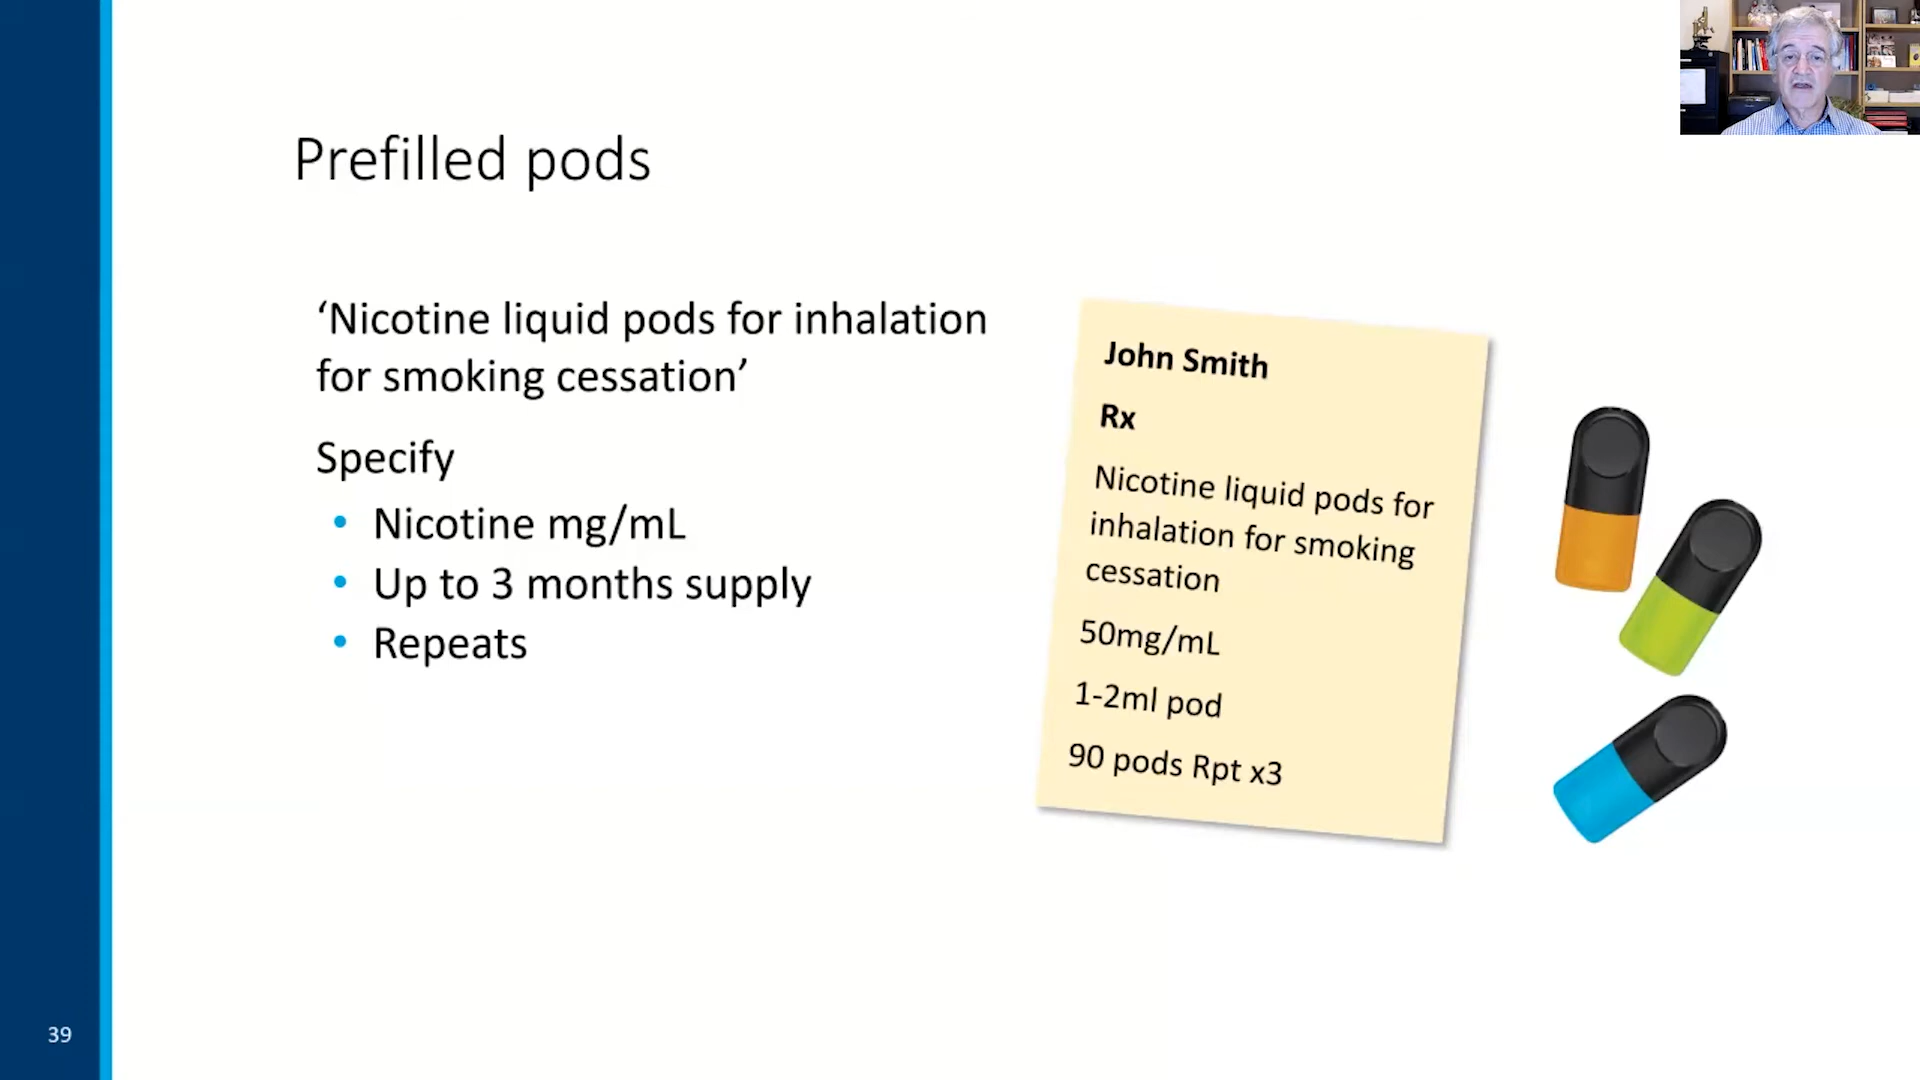 Prefilled pods
‘Nicotine liquid pods for inhalation
for smoking cessation’
Specify
• Nicotine mg/mL
• Up to 3 months supply
• Repeats
John Smith
Rx
Nicotine liquid pods for
inhalation for smoking
cessation
50mg/mL
1-2ml pod
90 pods Rpt x3
39